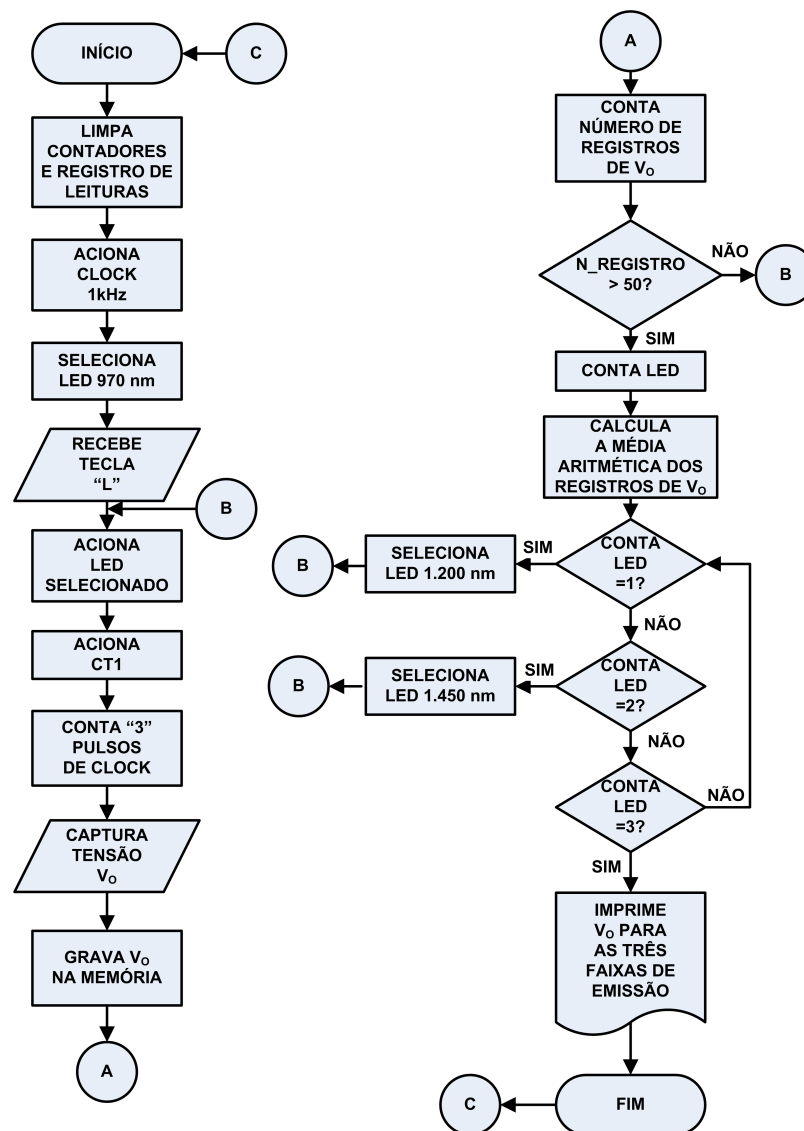 INÍCIO
C
LIMPA
CONTADORES
E REGISTRO DE
LEITURAS
ACIONA
CLOCK
1kHz
SELECIONA
LED 970 nm
RECEBE
TECLA
“L”
B
ACIONA
LED
SELECIONADO
ACIONA
CT1
CONTA “3”
PULSOS
DE CLOCK
CAPTURA
TENSÃO
VO
GRAVA VO
NA MEMÓRIA
A
A
CONTA
NÚMERO DE
REGISTROS
DE VO
N_REGISTRO
> 50?
NÃO
B
SIM
CONTA LED
CALCULA
A MÉDIA
ARITMÉTICA DOS
REGISTROS DE VO
CONTA
LED
=1?
SIM
SELECIONA
LED 1.200 nm
B
NÃO
CONTA
LED
=2?
SIM
SELECIONA
LED 1.450 nm
B
NÃO
CONTA
LED
=3?
NÃO
SIM
IMPRIME
VO PARA
AS TRÊS
FAIXAS DE
EMISSÃO
FIM
C